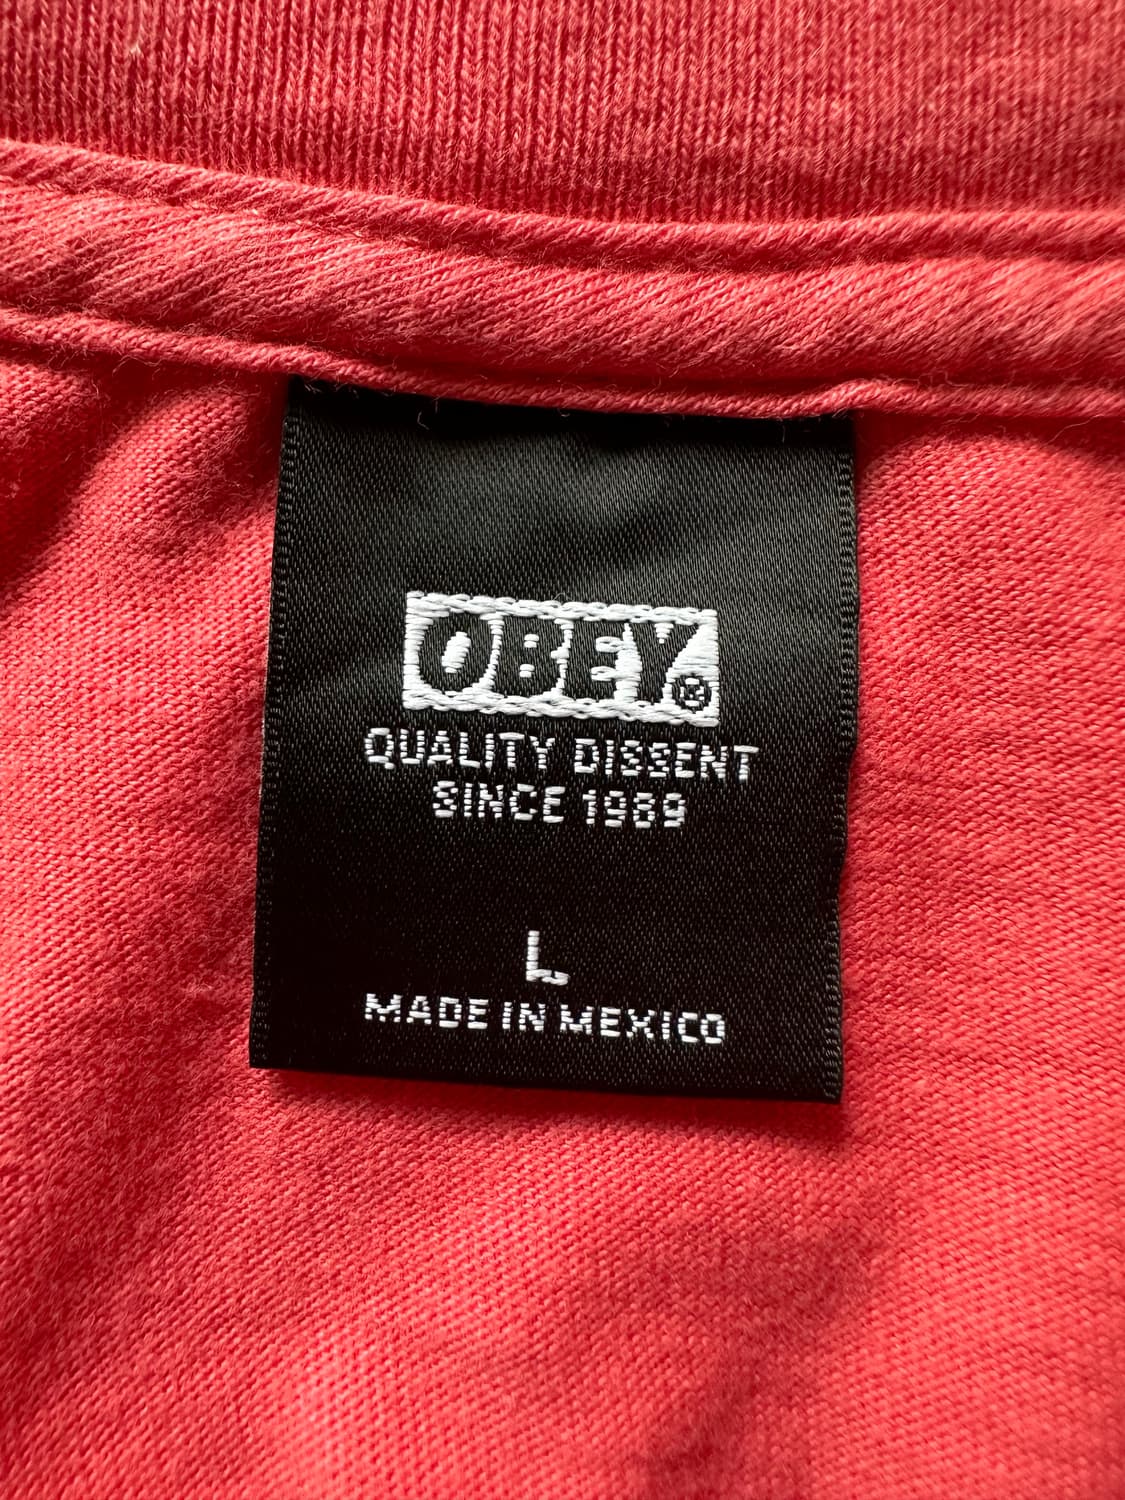 OBEY®
QUALITY DISSENT
SINCE 1989
L
MADE IN MEXICO